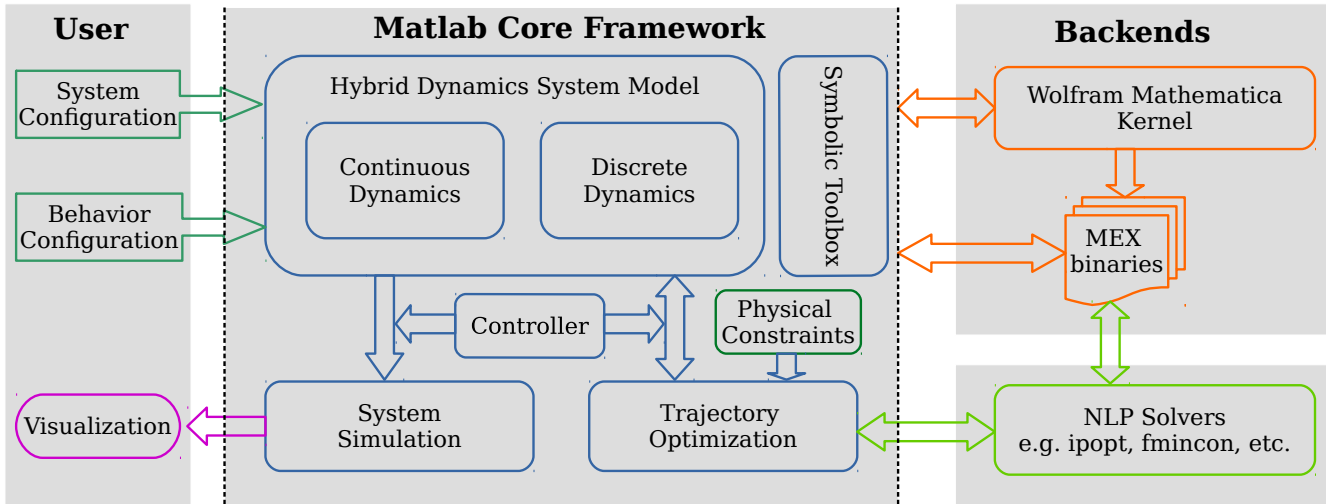 User
System
Configuration
Behavior
Configuration
Visualization
Matlab Core Framework
Hybrid Dynamics System Model
Continuous
Dynamics
Discrete
Dynamics
Symbolic Toolbox
Controller
Physical
Constraints
System
Simulation
Trajectory
Optimization
Backends
Wolfram Mathematica
Kernel
MEX
binaries
NLP Solvers
e.g. ipopt, fmincon, etc.